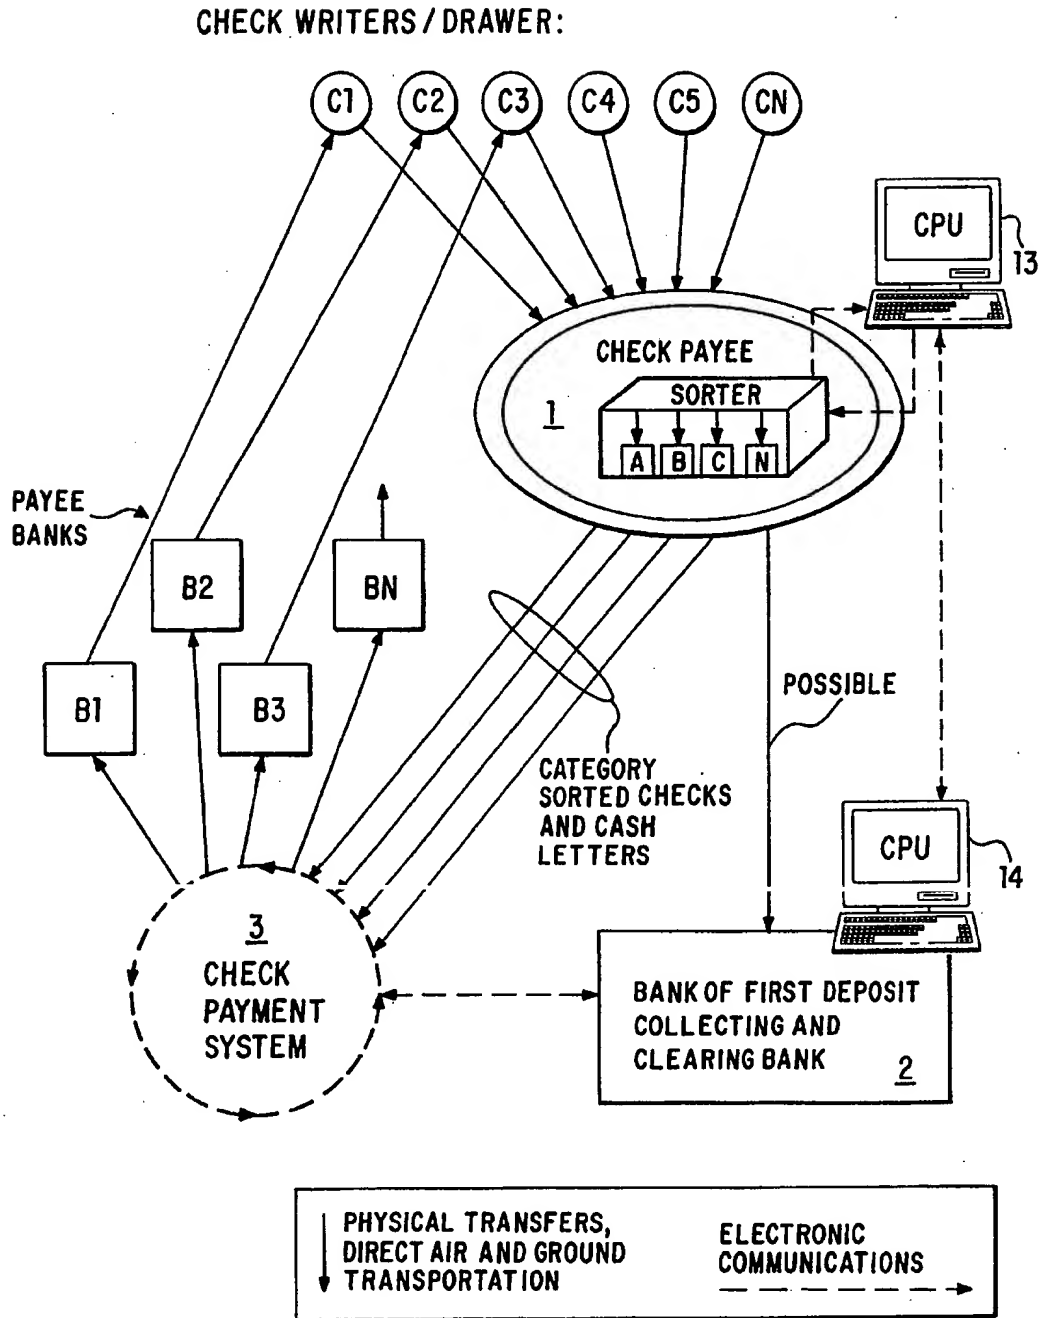 CHECK WRITERS / DRAWER:
C1 C2 C3 C4 C5 CN
CPU
13
CHECK PAYEE
SORTER
1
A B C N
PAYEE
BANKS
B2
BN
B1
B3
POSSIBLE
CATEGORY
SORTED CHECKS
AND CASH
LETTERS
CPU
14
3
CHECK
PAYMENT
SYSTEM
BANK OF FIRST DEPOSIT
COLLECTING AND
CLEARING BANK
2
PHYSICAL TRANSFERS,
DIRECT AIR AND GROUND
TRANSPORTATION
ELECTRONIC
COMMUNICATIONS